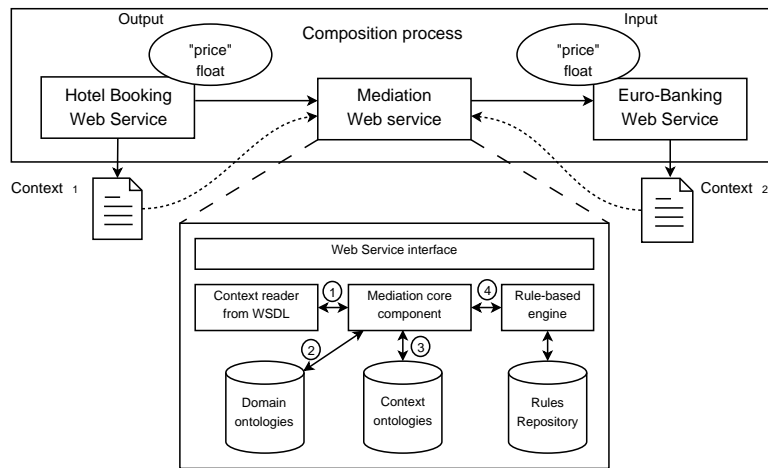 Output
Input
Composition process
"price"
float
"price"
float
Hotel Booking
Web Service
Mediation
Web service
Euro-Banking
Web Service
Context 1
Context 2
Web Service interface
Context reader
from WSDL
1
Mediation core
component
4
Rule-based
engine
2
3
Domain
ontologies
Context
ontologies
Rules
Repository